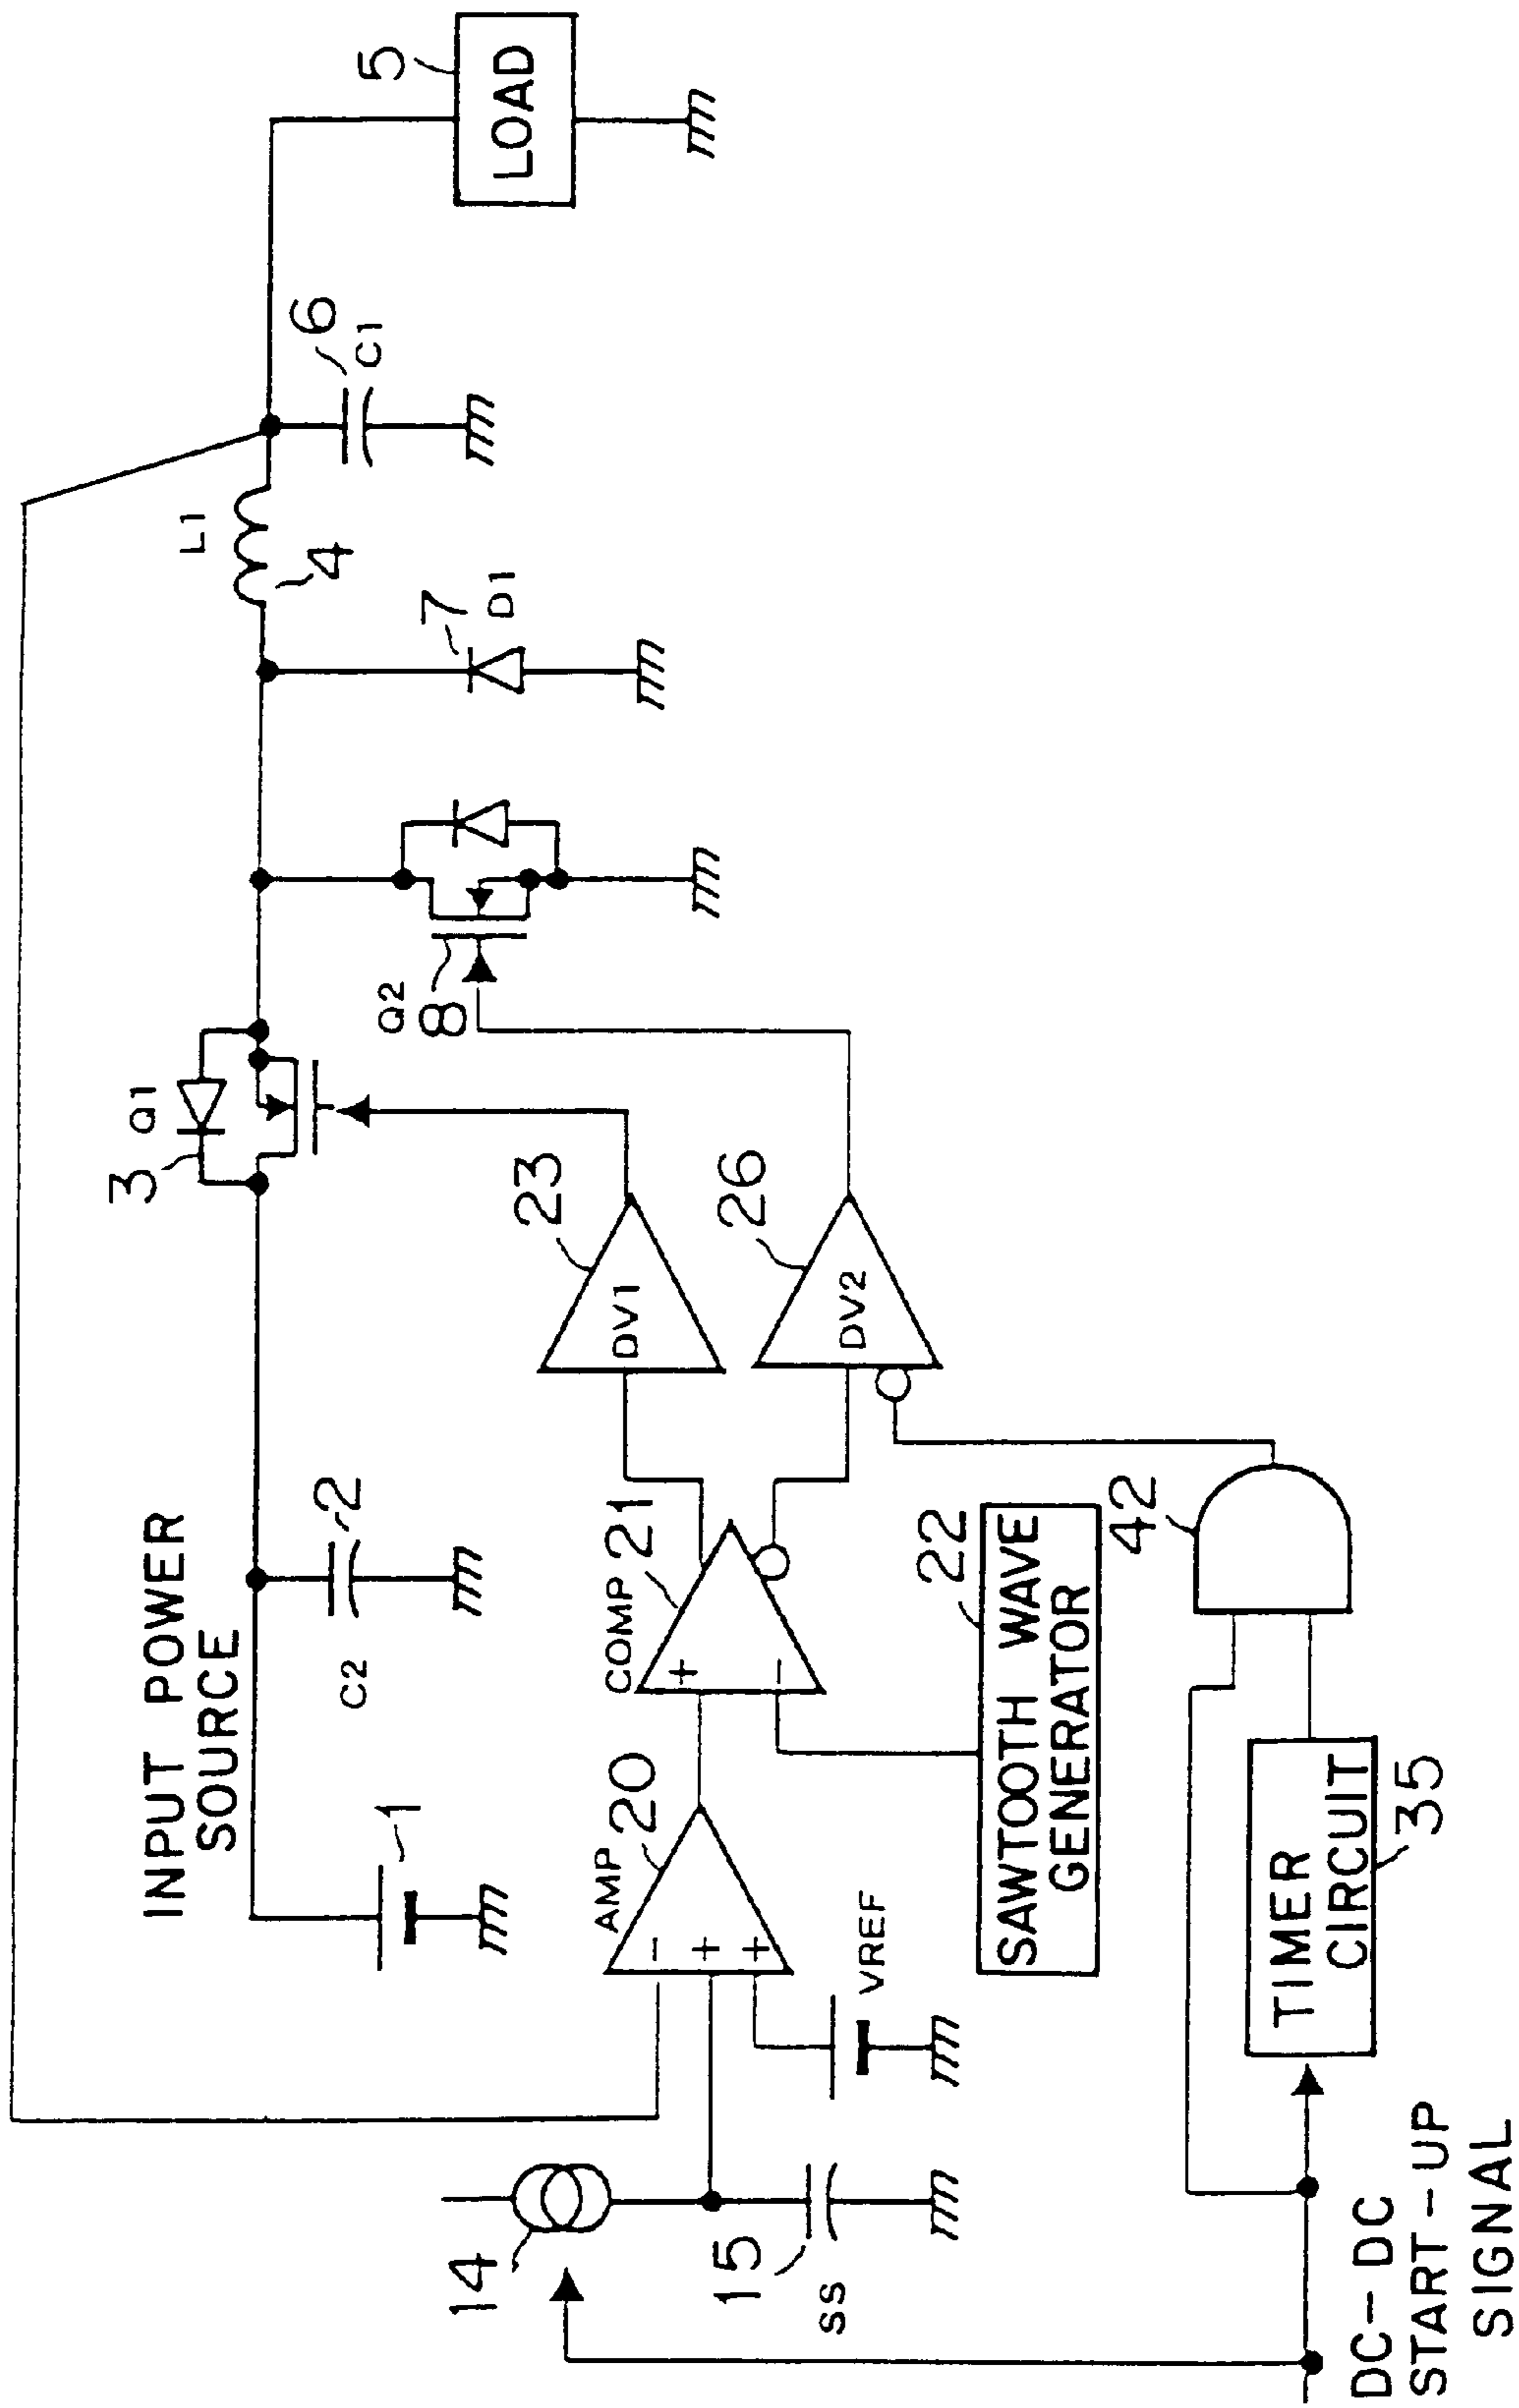 INPUT POWER
SOURCE
1
C2
2
3
Q1
Q2
8
7
D1
L1
4
6
C1
5
LOAD
14
15
SS
AMP
20
-
+
+
VREF
COMP
21
+
-
22
SAWTOOTH WAVE
GENERATOR
23
DV1
26
DV2
42
TIMER
CIRCUIT
35
DC-DC
START-UP
SIGNAL